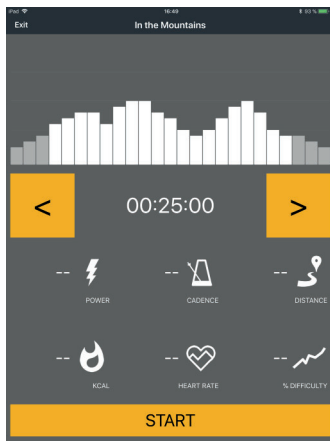 iPad 16:49 93 %
Exit In the Mountains
< 00:25:00 >
-- -- --
POWER CADENCE DISTANCE
-- -- --
KCAL HEART RATE % DIFFICULTY
START